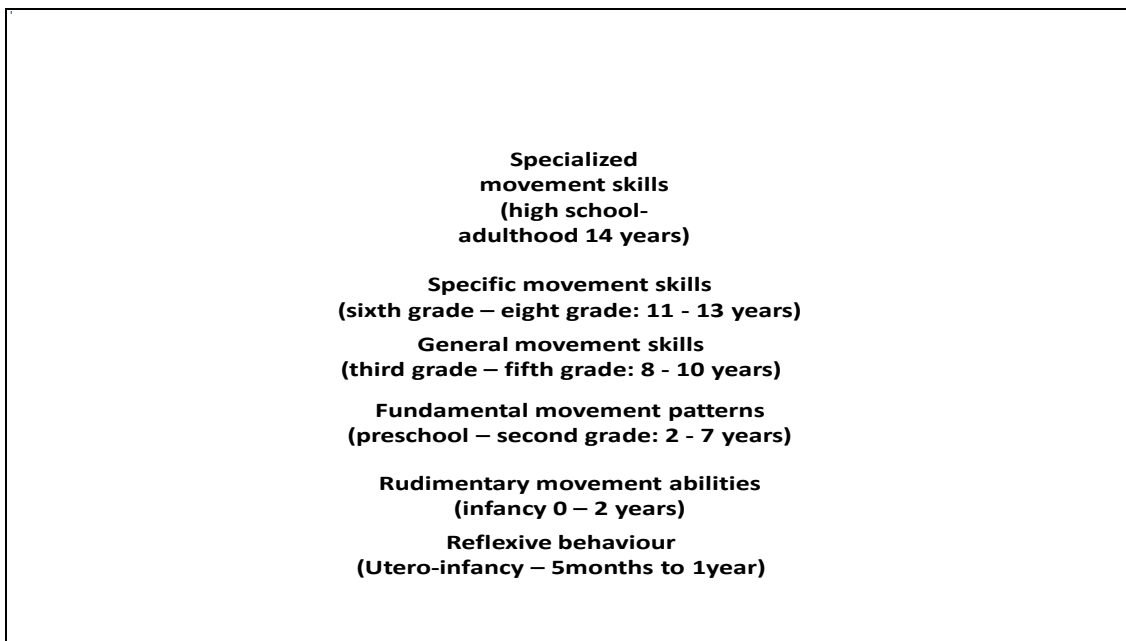 Specialized
movement skills
(high school-
adulthood 14 years)
Specific movement skills
(sixth grade – eight grade: 11 - 13 years)
General movement skills
(third grade – fifth grade: 8 - 10 years)
Fundamental movement patterns
(preschool – second grade: 2 - 7 years)
Rudimentary movement abilities
(infancy 0 – 2 years)
Reflexive behaviour
(Utero-infancy – 5months to 1year)